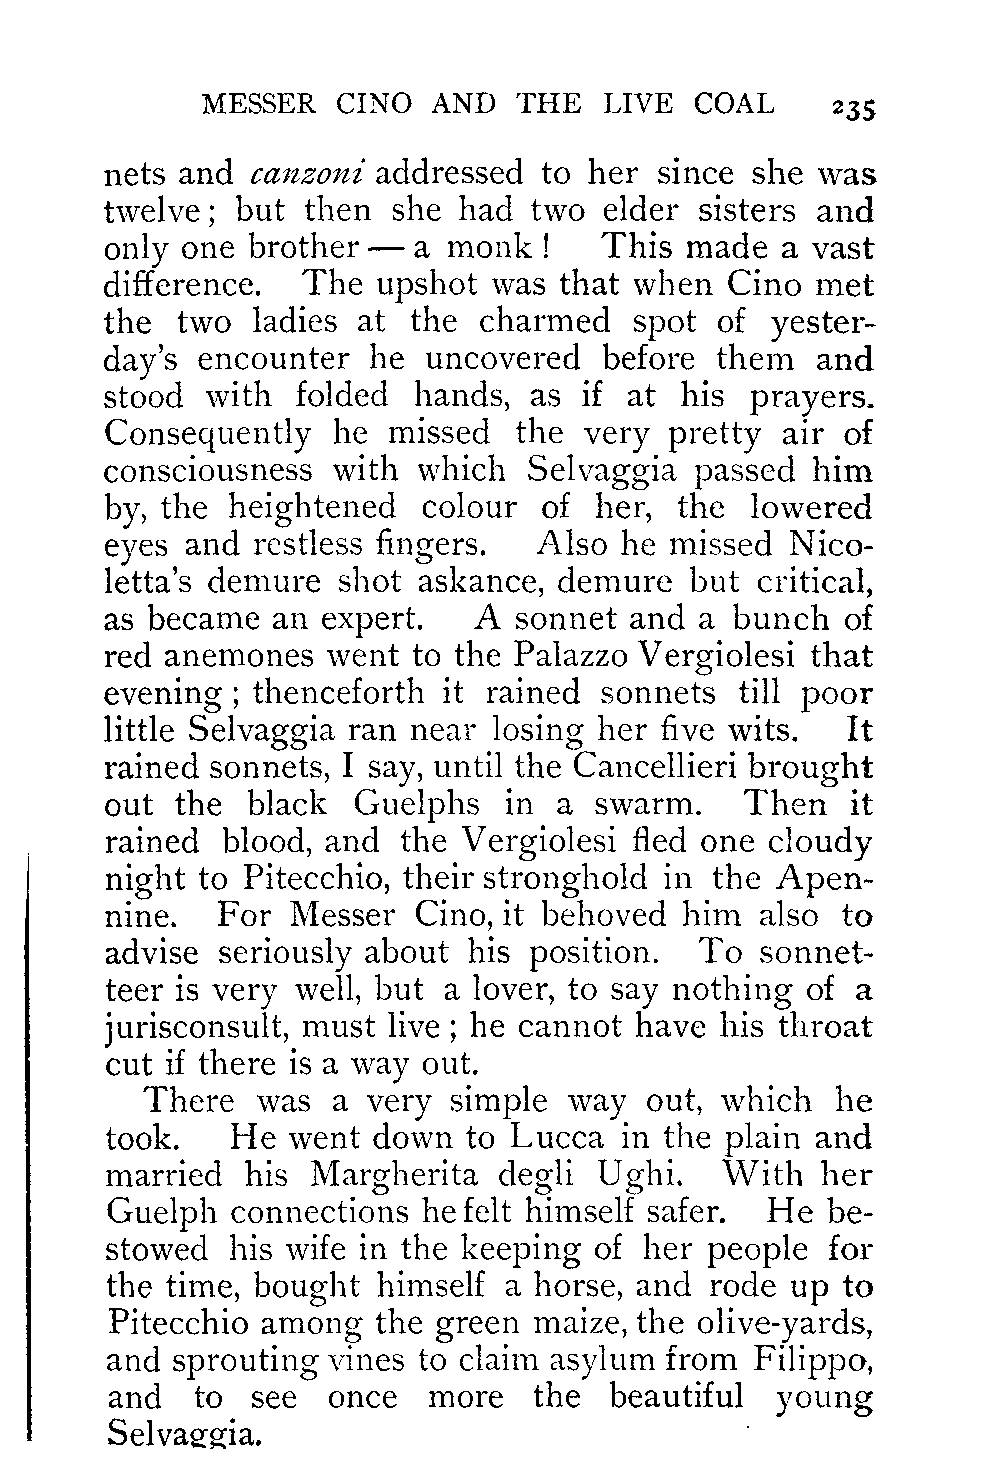 MESSER CINO AND THE LIVE COAL 235
nets and canzoni addressed to her since she was
twelve; but then she had two elder sisters and
only one brother — a monk! This made a vast
difference. The upshot was that when Cino met
the two ladies at the charmed spot of yester-
day's encounter he uncovered before them and
stood with folded hands, as if at his prayers.
Consequently he missed the very pretty air of
consciousness with which Selvaggia passed him
by, the heightened colour of her, the lowered
eyes and restless fingers. Also he missed Nico-
letta's demure shot askance, demure but critical,
as became an expert. A sonnet and a bunch of
red anemones went to the Palazzo Vergiolesi that
evening; thenceforth it rained sonnets till poor
little Selvaggia ran near losing her five wits. It
rained sonnets, I say, until the Cancellieri brought
out the black Guelphs in a swarm. Then it
rained blood, and the Vergiolesi fled one cloudy
night to Pitecchio, their stronghold in the Apen-
nine. For Messer Cino, it behoved him also to
advise seriously about his position. To sonnet-
teer is very well, but a lover, to say nothing of a
jurisconsult, must live; he cannot have his throat
cut if there is a way out.
There was a very simple way out, which he
took. He went down to Lucca in the plain and
married his Margherita degli Ughi. With her
Guelph connections he felt himself safer. He be-
stowed his wife in the keeping of her people for
the time, bought himself a horse, and rode up to
Pitecchio among the green maize, the olive-yards,
and sprouting vines to claim asylum from Filippo,
and to see once more the beautiful young
Selvaggia.